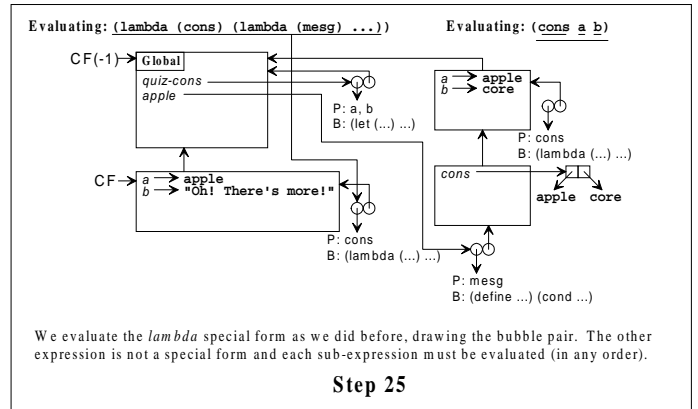 Evaluating: (lambda (cons) (lambda (mesg) ...))
Evaluating: (cons a b)
CF(-1)
Global
quiz-cons
apple
P: a, b
B: (let (...) ...)
a apple
b core
P: cons
B: (lambda (...) ...)
CF
a apple
b "Oh! There's more!"
P: cons
B: (lambda (...) ...)
cons
apple core
P: mesg
B: (define ...) (cond ...)
We evaluate the lambda special form as we did before, drawing the bubble pair. The other
expression is not a special form and each sub-expression must be evaluated (in any order).
Step 25